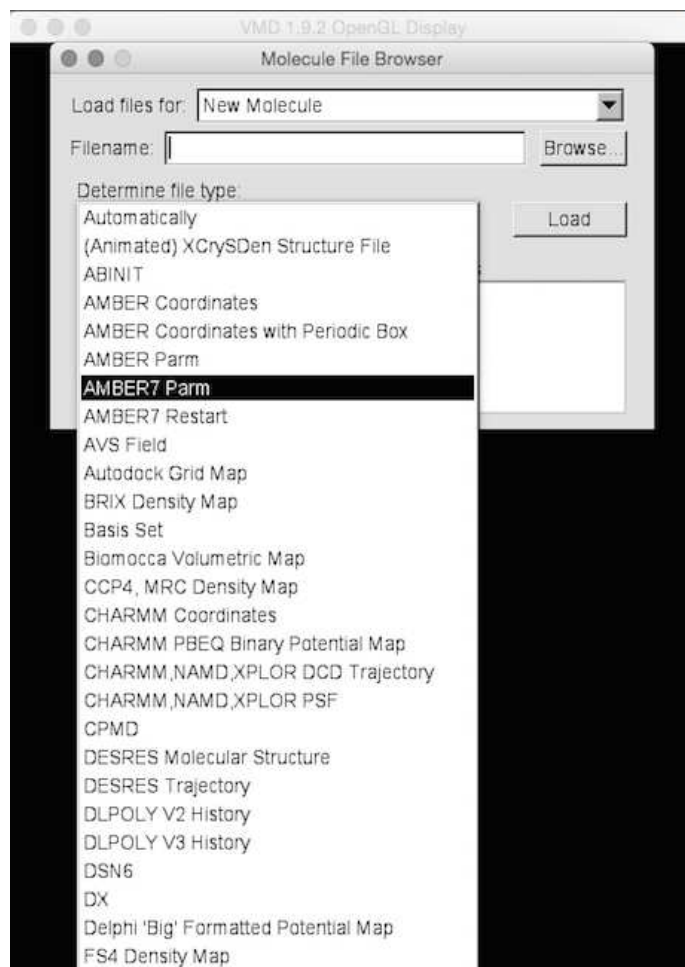 VMD 1.9.2 OpenGL Display
Molecule File Browser
Load files for: New Molecule
Filename: Browse...
Determine file type:
Load
Automatically
(Animated) XCrySDen Structure File
ABINIT
AMBER Coordinates
AMBER Coordinates with Periodic Box
AMBER Parm
AMBER7 Parm
AMBER7 Restart
AVS Field
Autodock Grid Map
BRIX Density Map
Basis Set
Biomocca Volumetric Map
CCP4, MRC Density Map
CHARMM Coordinates
CHARMM PBEQ Binary Potential Map
CHARMM,NAMD,XPLOR DCD Trajectory
CHARMM,NAMD,XPLOR PSF
CPMD
DESRES Molecular Structure
DESRES Trajectory
DLPOLY V2 History
DLPOLY V3 History
DSN6
DX
Delphi 'Big' Formatted Potential Map
FS4 Density Map